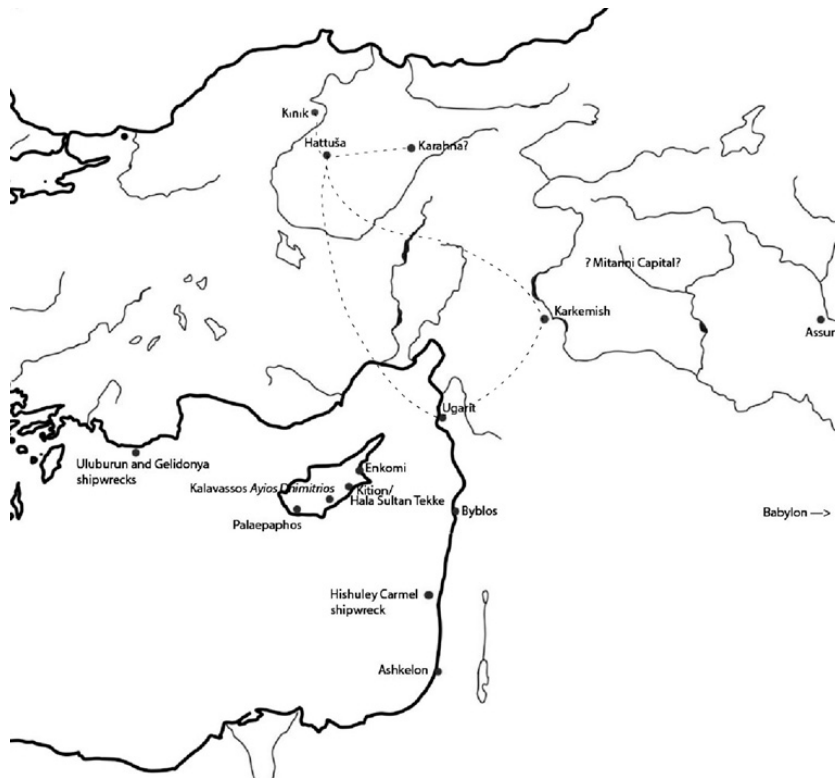 Kınık
Hattuša
Karahna?
? Mitanni Capital?
Karkemish
Assur
Ugarit
Uluburun and Gelidonya
shipwrecks
Enkomi
Kalavassos Ayios Dhimitrios
Kition/
Hala Sultan Tekke
Palaepaphos
Byblos
Babylon —>
Hishuley Carmel
shipwreck
Ashkelon